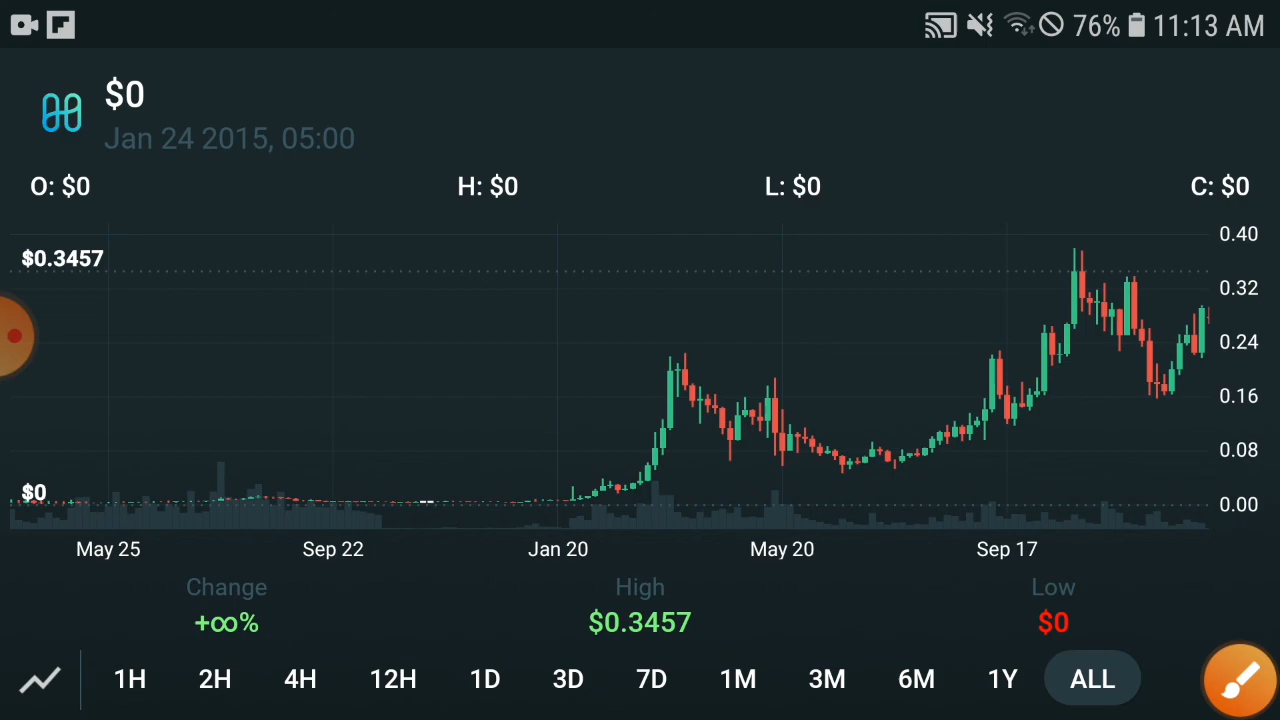 76% 11:13 AM
$0
Jan 24 2015, 05:00
O: $0 H: $0 L: $0 C: $0
0.40
$0.3457
0.32
0.24
0.16
0.08
$0
0.00
May 25 Sep 22 Jan 20 May 20 Sep 17
Change High Low
+∞% $0.3457 $0
1H 2H 4H 12H 1D 3D 7D 1M 3M 6M 1Y ALL